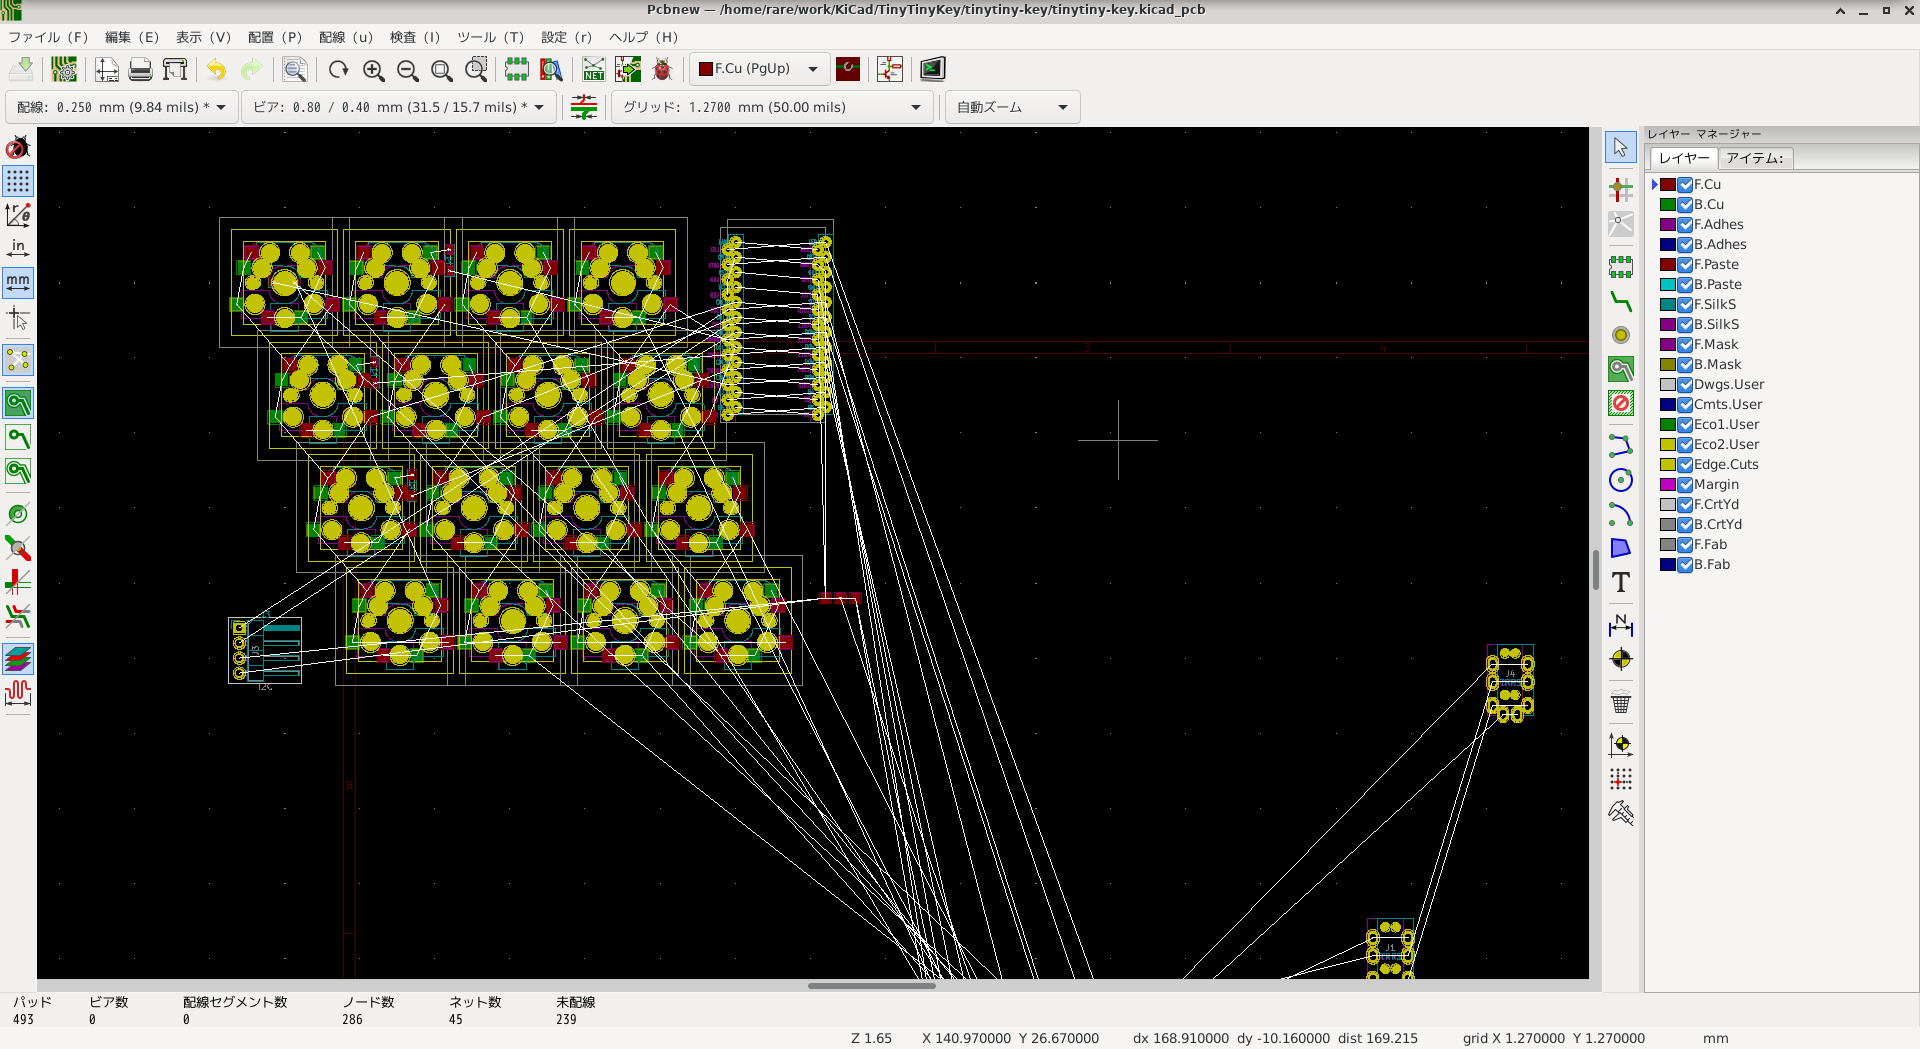 Pcbnew — /home/rare/work/KiCad/TinyTinyKey/tinytiny-key/tinytiny-key.kicad_pcb
ファイル (F) 編集 (E) 表示 (V) 配置 (P) 配線 (u) 検査 (I) ツール (T) 設定 (r) ヘルプ (H)
NET
F.Cu (PgUp)
配線: 0.250 mm (9.84 mils) *
ビア: 0.80 / 0.40 mm (31.5 / 15.7 mils) *
グリッド: 1.2700 mm (50.00 mils)
自動ズーム
in
mm
レイヤー マネージャー
レイヤー アイテム:
F.Cu
B.Cu
F.Adhes
B.Adhes
F.Paste
B.Paste
F.SilkS
B.SilkS
F.Mask
B.Mask
Dwgs.User
Cmts.User
Eco1.User
Eco2.User
Edge.Cuts
Margin
F.CrtYd
B.CrtYd
F.Fab
B.Fab
3
4
J3
I2C
B
J4
TRRS
J1
TRRS
T
N
パッド ビア数 配線セグメント数 ノード数 ネット数 未配線
493 0 0 286 45 239
Z 1.65 X 140.970000 Y 26.670000 dx 168.910000 dy -10.160000 dist 169.215 grid X 1.270000 Y 1.270000 mm